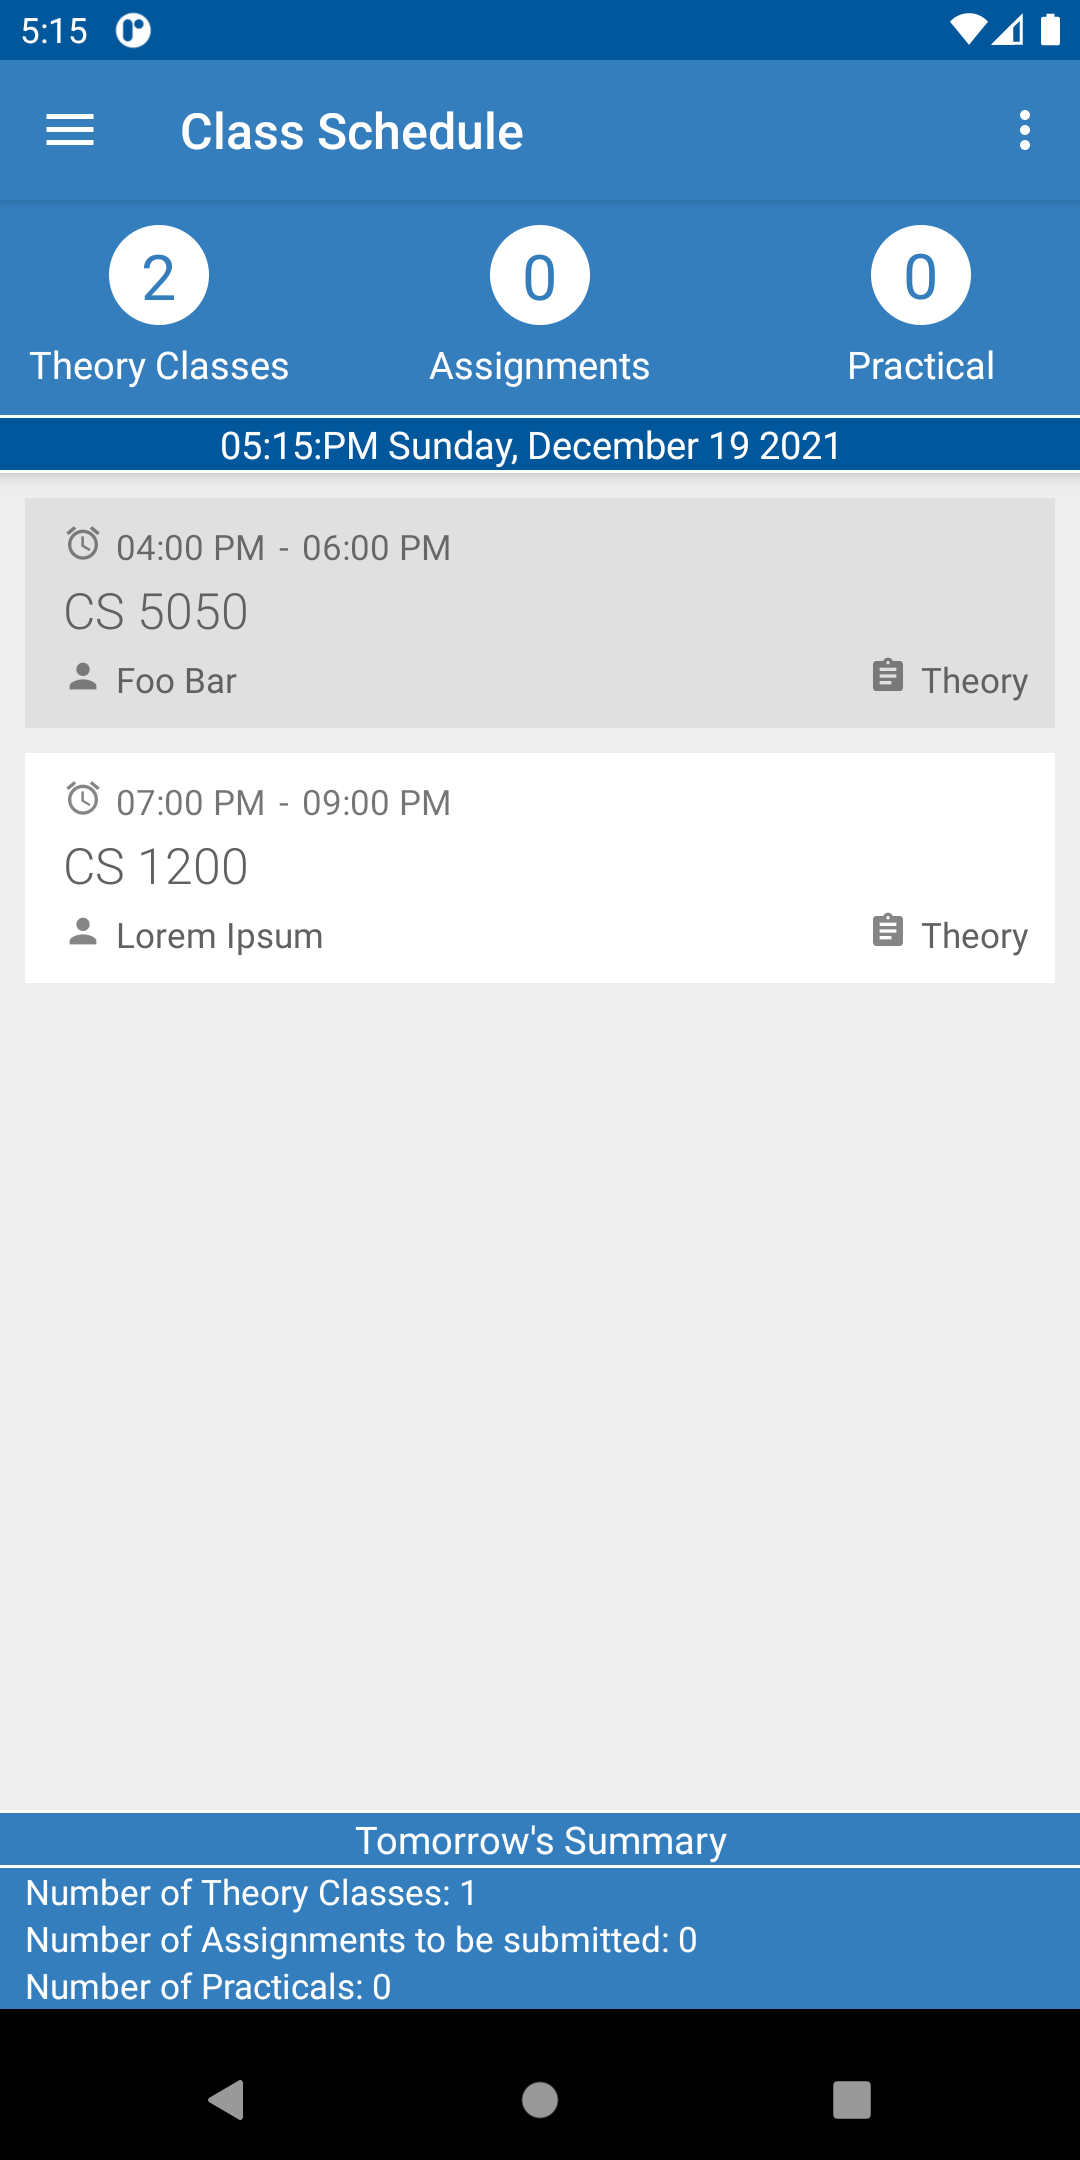 5:15
Class Schedule
2
0
0
Theory Classes
Assignments
Practical
05:15:PM Sunday, December 19 2021
04:00 PM - 06:00 PM
CS 5050
Foo Bar
Theory
07:00 PM - 09:00 PM
CS 1200
Lorem Ipsum
Theory
Tomorrow's Summary
Number of Theory Classes: 1
Number of Assignments to be submitted: 0
Number of Practicals: 0